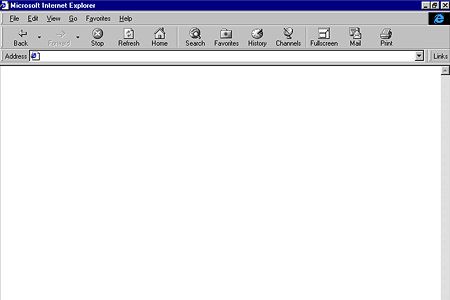 Microsoft Internet Explorer
File Edit View Go Favorites Help
Back Forward Stop Refresh Home Search Favorites History Channels Fullscreen Mail Print
Address Links